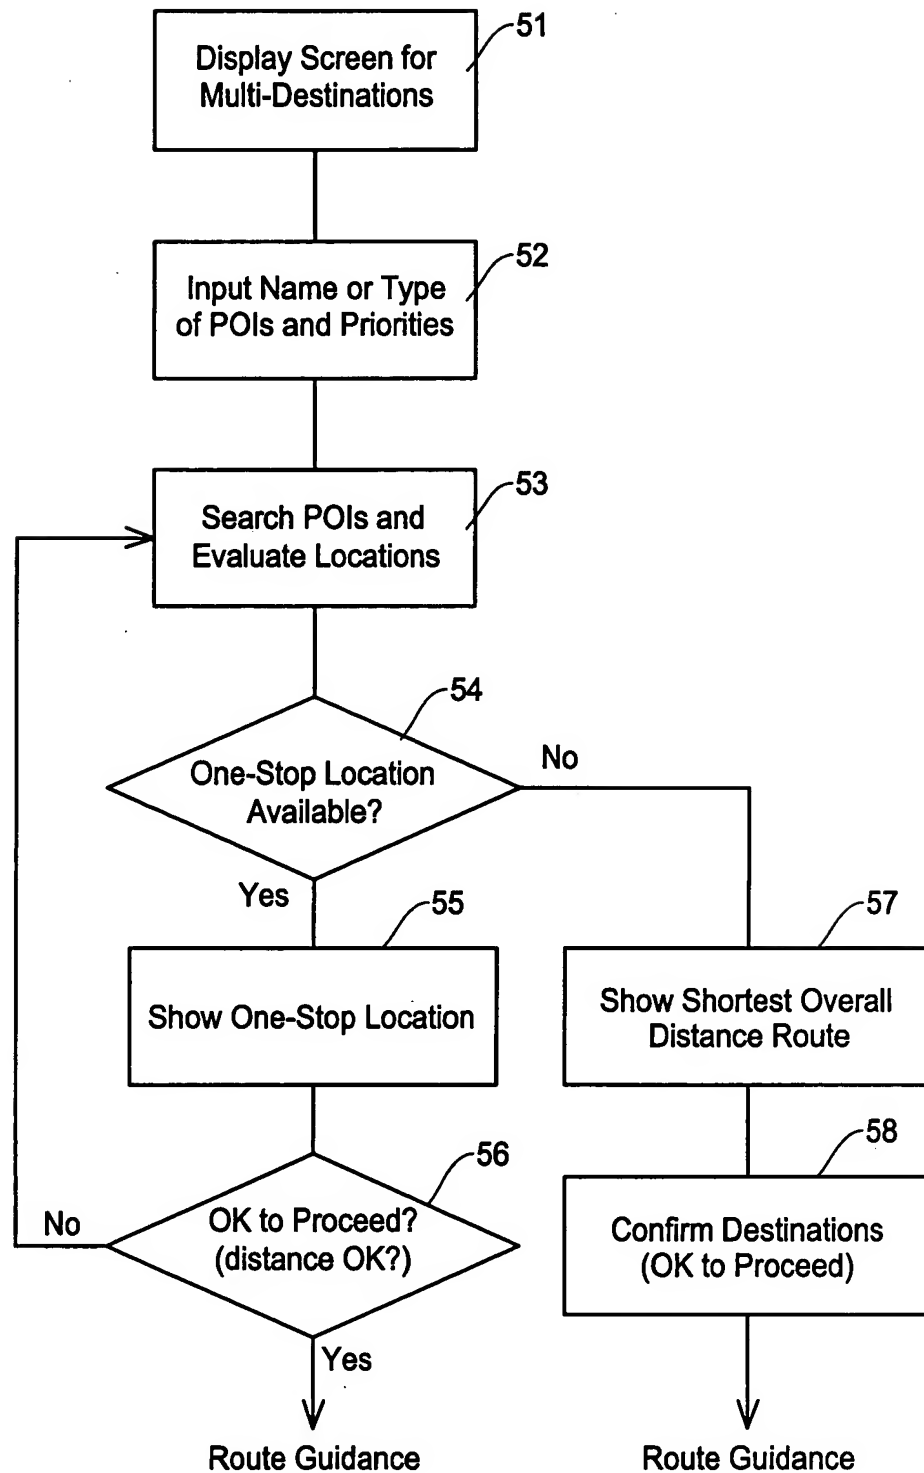 51
Display Screen for
Multi-Destinations
52
Input Name or Type
of POIs and Priorities
53
Search POIs and
Evaluate Locations
54
One-Stop Location
Available?
No
Yes
55
Show One-Stop Location
57
Show Shortest Overall
Distance Route
56
OK to Proceed?
(distance OK?)
No
Yes
58
Confirm Destinations
(OK to Proceed)
Route Guidance
Route Guidance